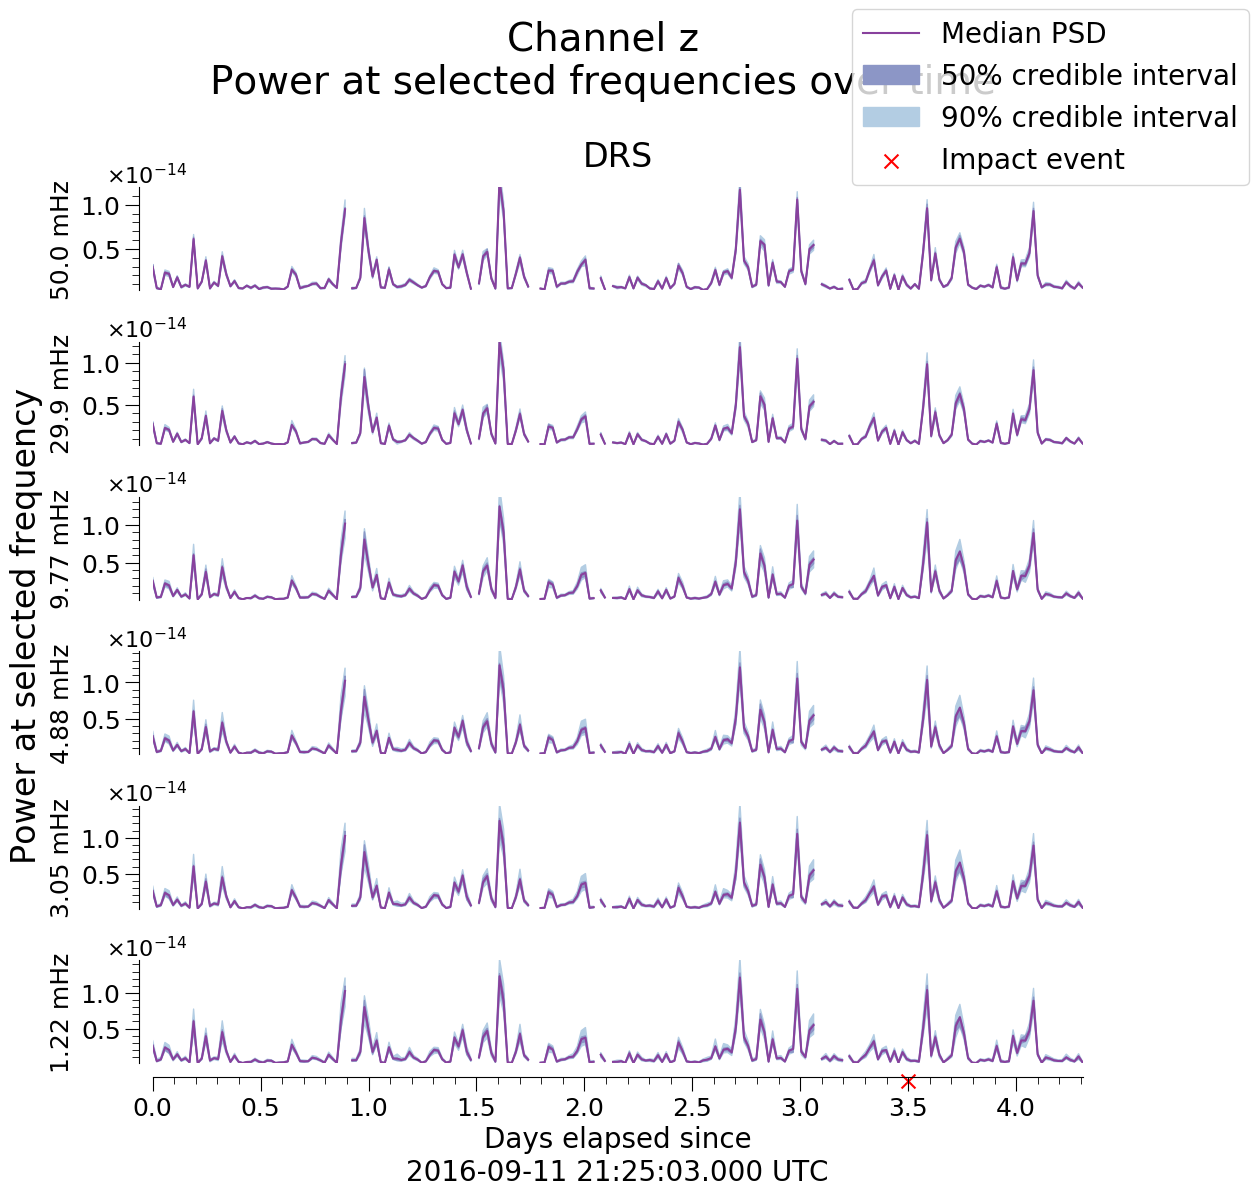 Channel z
Power at selected frequencies over time
Median PSD
50% credible interval
90% credible interval
Impact event
DRS
Power at selected frequency
×10⁻¹⁴
50.0 mHz
1.0
0.5
×10⁻¹⁴
29.9 mHz
1.0
0.5
×10⁻¹⁴
9.77 mHz
1.0
0.5
×10⁻¹⁴
4.88 mHz
1.0
0.5
×10⁻¹⁴
3.05 mHz
1.0
0.5
×10⁻¹⁴
1.22 mHz
1.0
0.5
0.0 0.5 1.0 1.5 2.0 2.5 3.0 3.5 4.0
Days elapsed since
2016-09-11 21:25:03.000 UTC